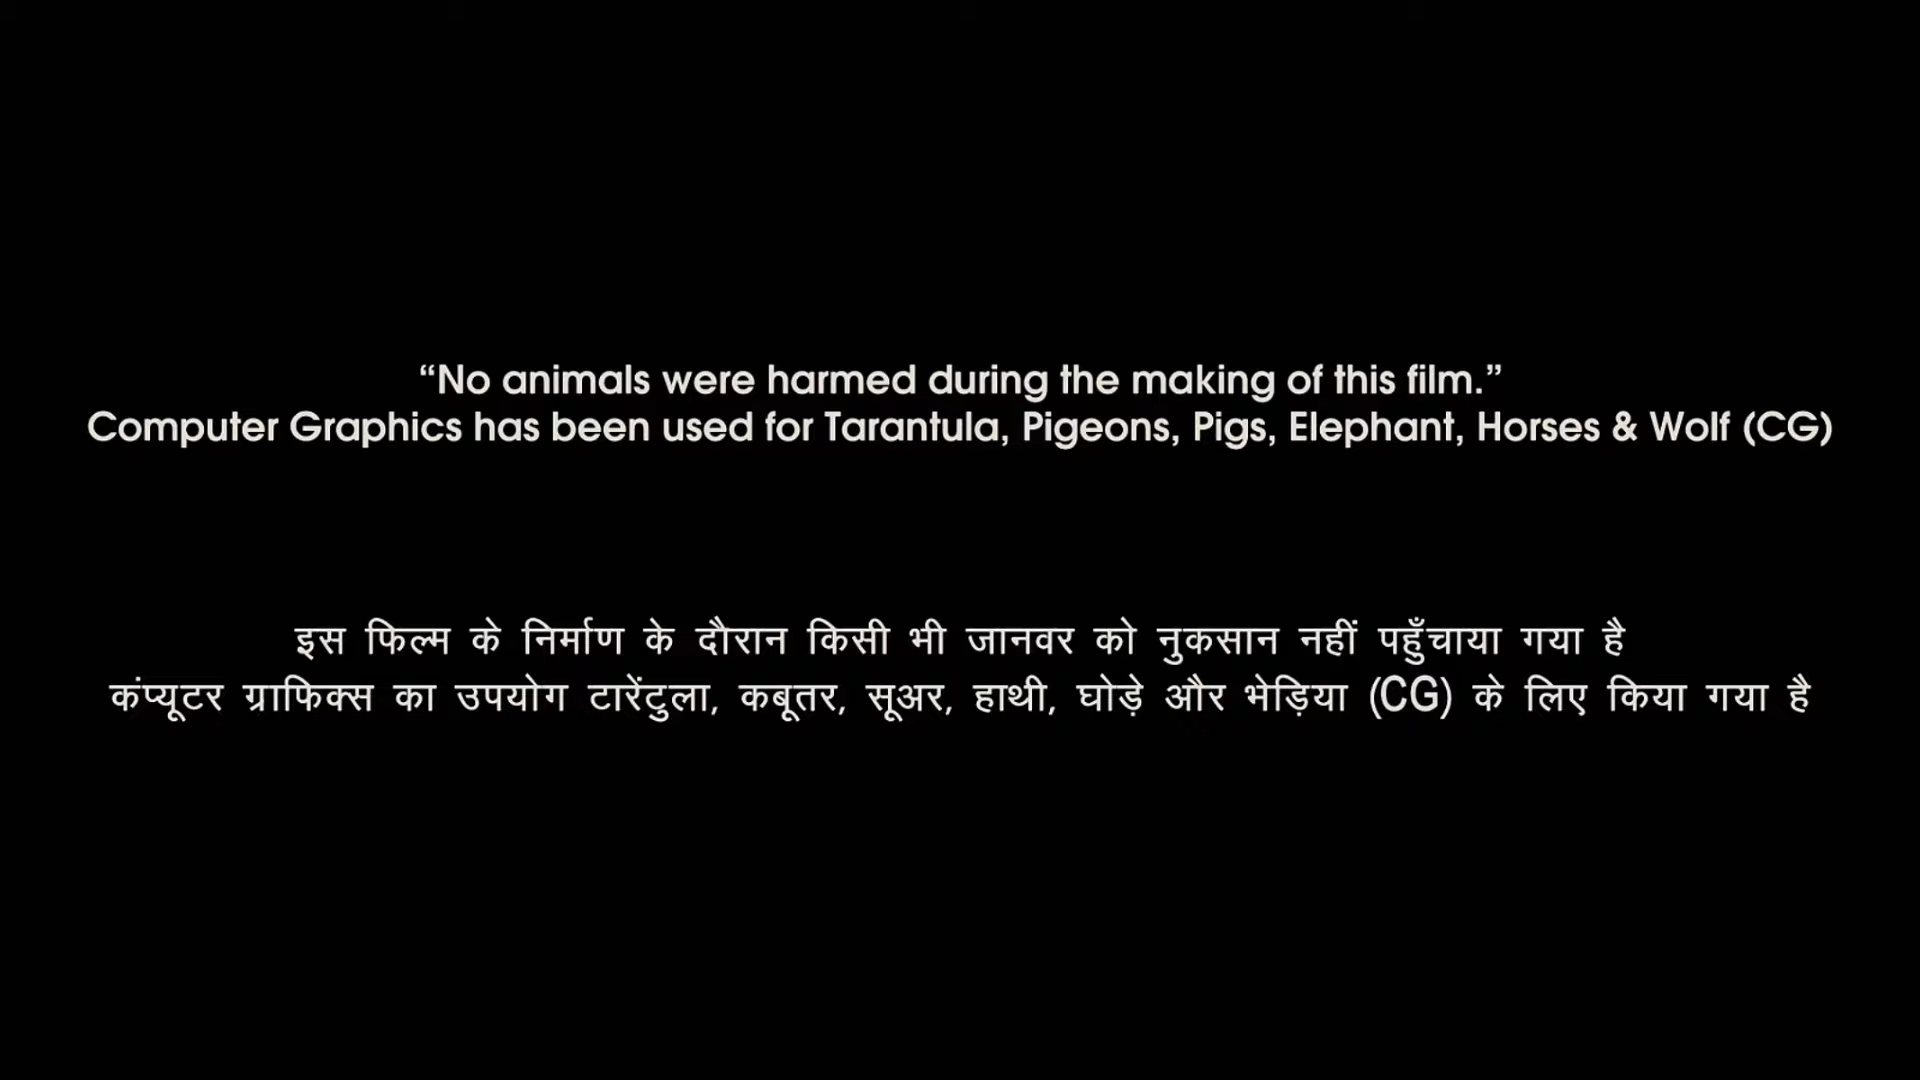 “No animals were harmed during the making of this film.”
Computer Graphics has been used for Tarantula, Pigeons, Pigs, Elephant, Horses & Wolf (CG)
इस फिल्म के निर्माण के दौरान किसी भी जानवर को नुकसान नहीं पहुँचाया गया है
कंप्यूटर ग्राफिक्स का उपयोग टारेंटुला, कबूतर, सूअर, हाथी, घोड़े और भेड़िया (CG) के लिए किया गया है